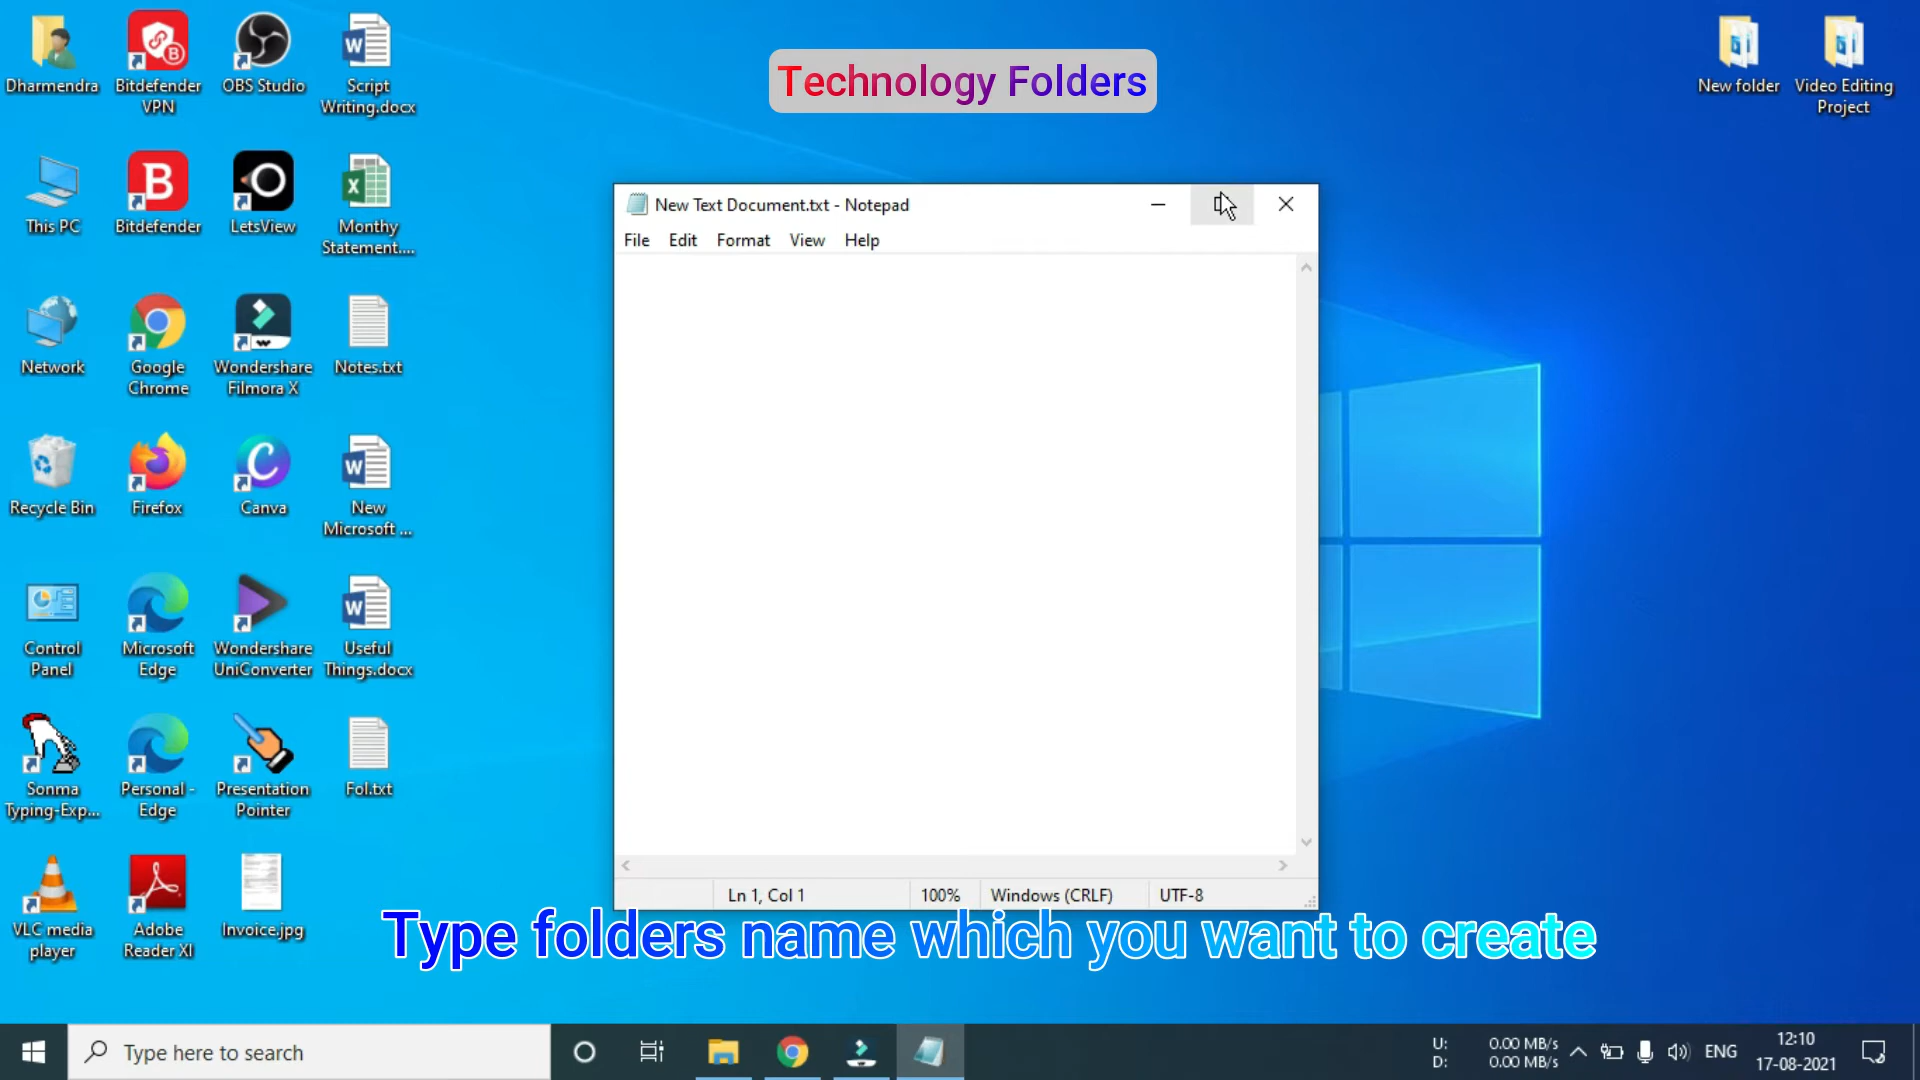 Technology Folders
Dharmendra
Bitdefender
VPN
OBS Studio
Script
Writing.docx
New folder
Video Editing
Project
This PC
Bitdefender
LetsView
Monthy
Statement....
Network
Google
Chrome
Wondershare
Filmora X
Notes.txt
Recycle Bin
Firefox
Canva
New
Microsoft ...
Control
Panel
Microsoft
Edge
Wondershare
UniConverter
Useful
Things.docx
Sonma
Typing-Exp...
Personal -
Edge
Presentation
Pointer
Fol.txt
VLC media
player
Adobe
Reader XI
Invoice.jpg
New Text Document.txt - Notepad
File Edit Format View Help
Ln 1, Col 1 100% Windows (CRLF) UTF-8
Type folders name which you want to create
Type here to search
U: 0.00 MB/s
D: 0.00 MB/s
ENG
12:10
17-08-2021